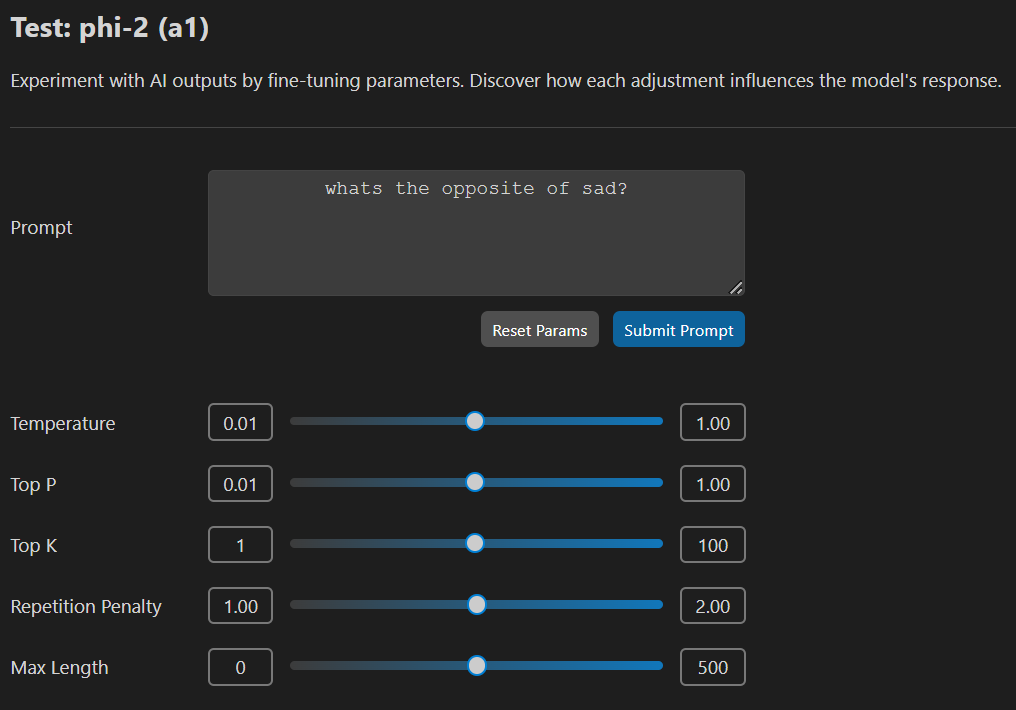 Test: phi-2 (a1)
Experiment with AI outputs by fine-tuning parameters. Discover how each adjustment influences the model's response.
Prompt
whats the opposite of sad?
Reset Params
Submit Prompt
Temperature 0.01 1.00
Top P 0.01 1.00
Top K 1 100
Repetition Penalty 1.00 2.00
Max Length 0 500